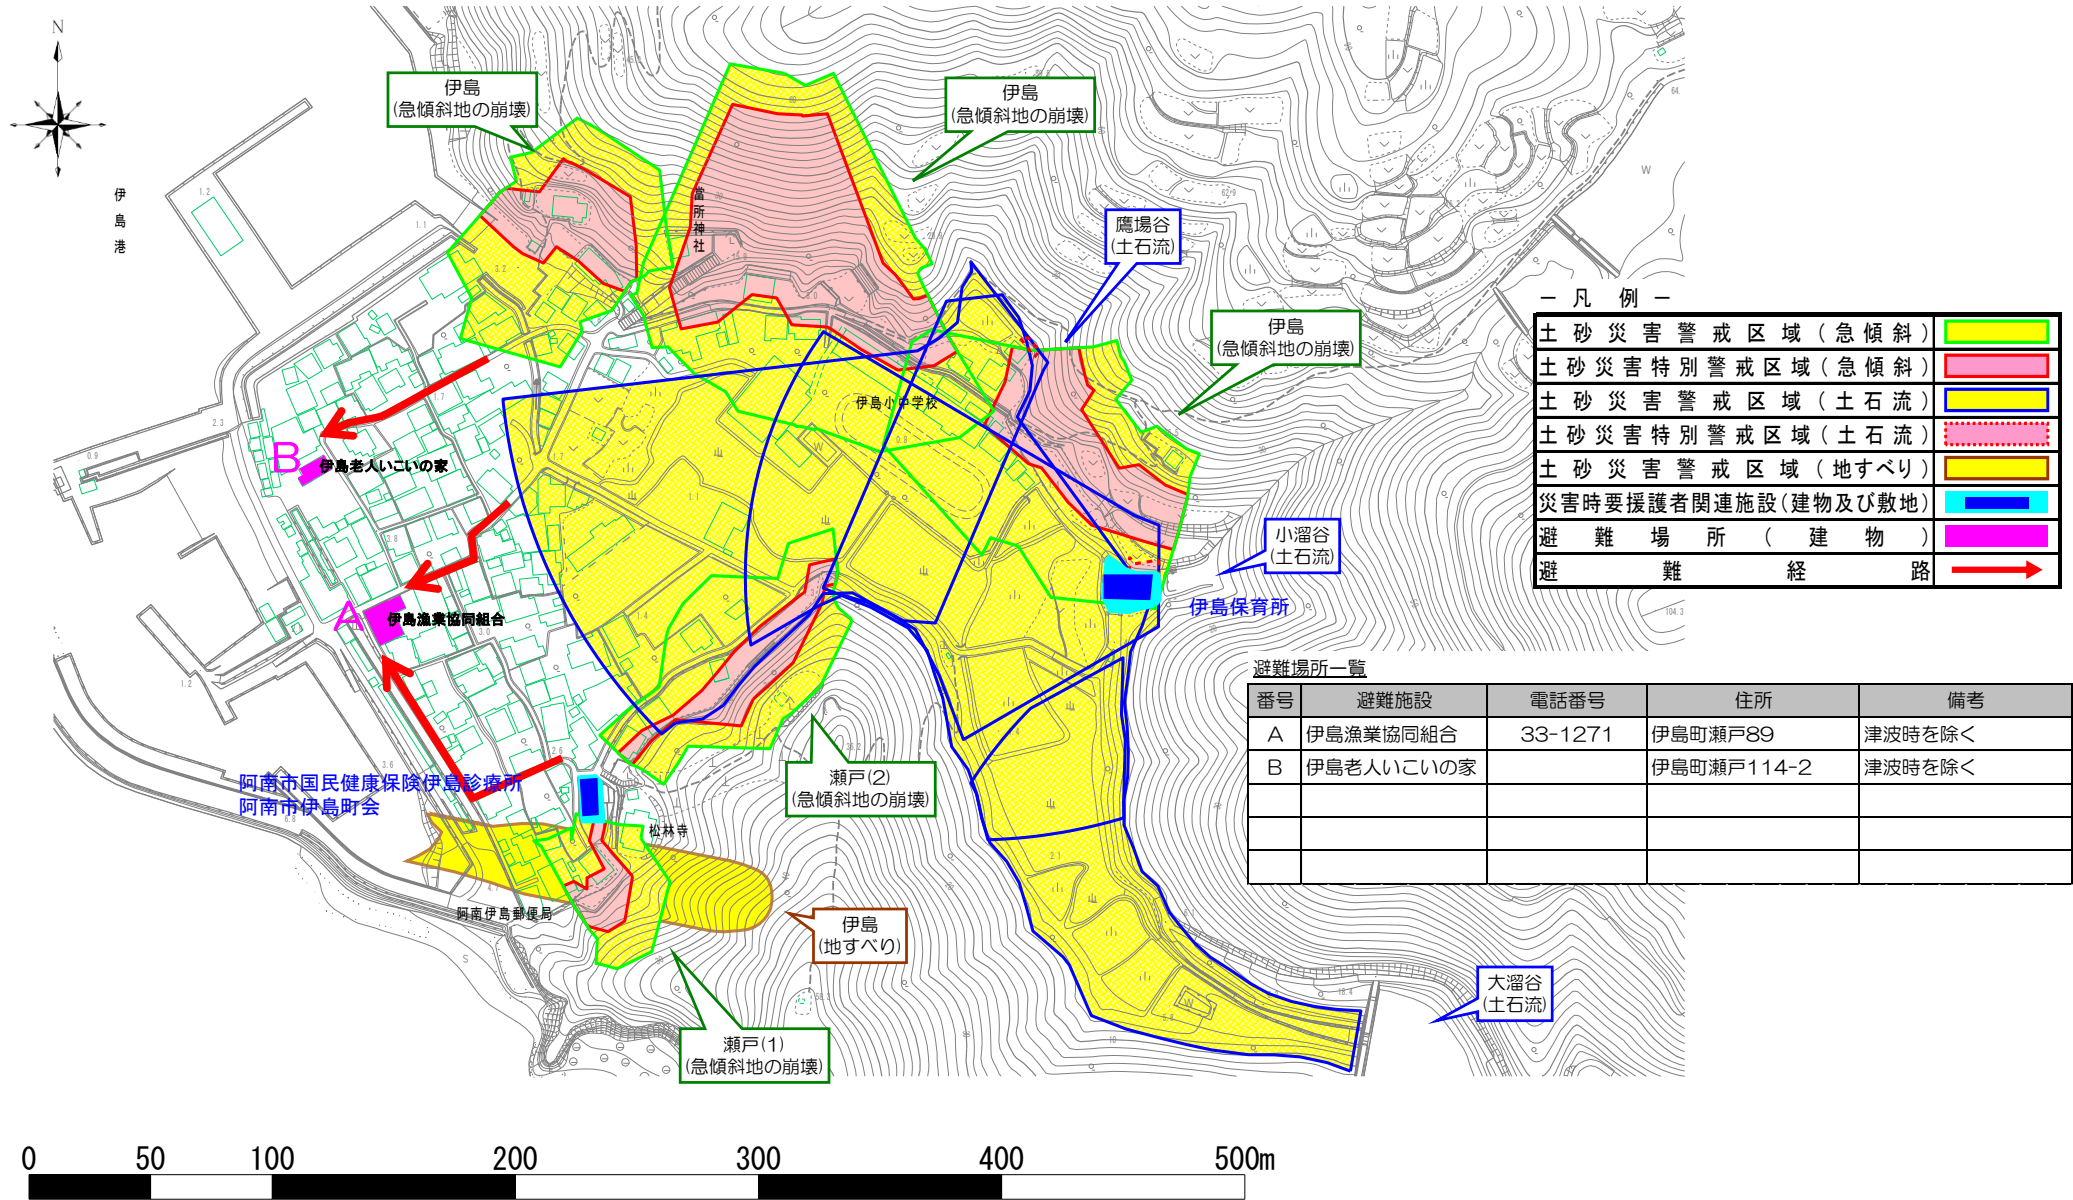 N
伊島港
伊島
(急傾斜地の崩壊)
伊島
(急傾斜地の崩壊)
當所神社
鷹場谷
(土石流)
伊島
(急傾斜地の崩壊)
伊島小中学校
B
伊島老人いこいの家
A
伊島漁業協同組合
小溜谷
(土石流)
伊島保育所
阿南市国民健康保険伊島診療所
阿南市伊島町会
松林寺
瀬戸(2)
(急傾斜地の崩壊)
阿南伊島郵便局
伊島
(地すべり)
瀬戸(1)
(急傾斜地の崩壊)
大溜谷
(土石流)
－凡例－
土砂災害警戒区域(急傾斜)
土砂災害特別警戒区域(急傾斜)
土砂災害警戒区域(土石流)
土砂災害特別警戒区域(土石流)
土砂災害警戒区域(地すべり)
災害時要援護者関連施設(建物及び敷地)
避難場所(建物)
避難経路
避難場所一覧
番号 避難施設 電話番号 住所 備考
A 伊島漁業協同組合 33-1271 伊島町瀬戸89 津波時を除く
B 伊島老人いこいの家 伊島町瀬戸114-2 津波時を除く
0 50 100 200 300 400 500m